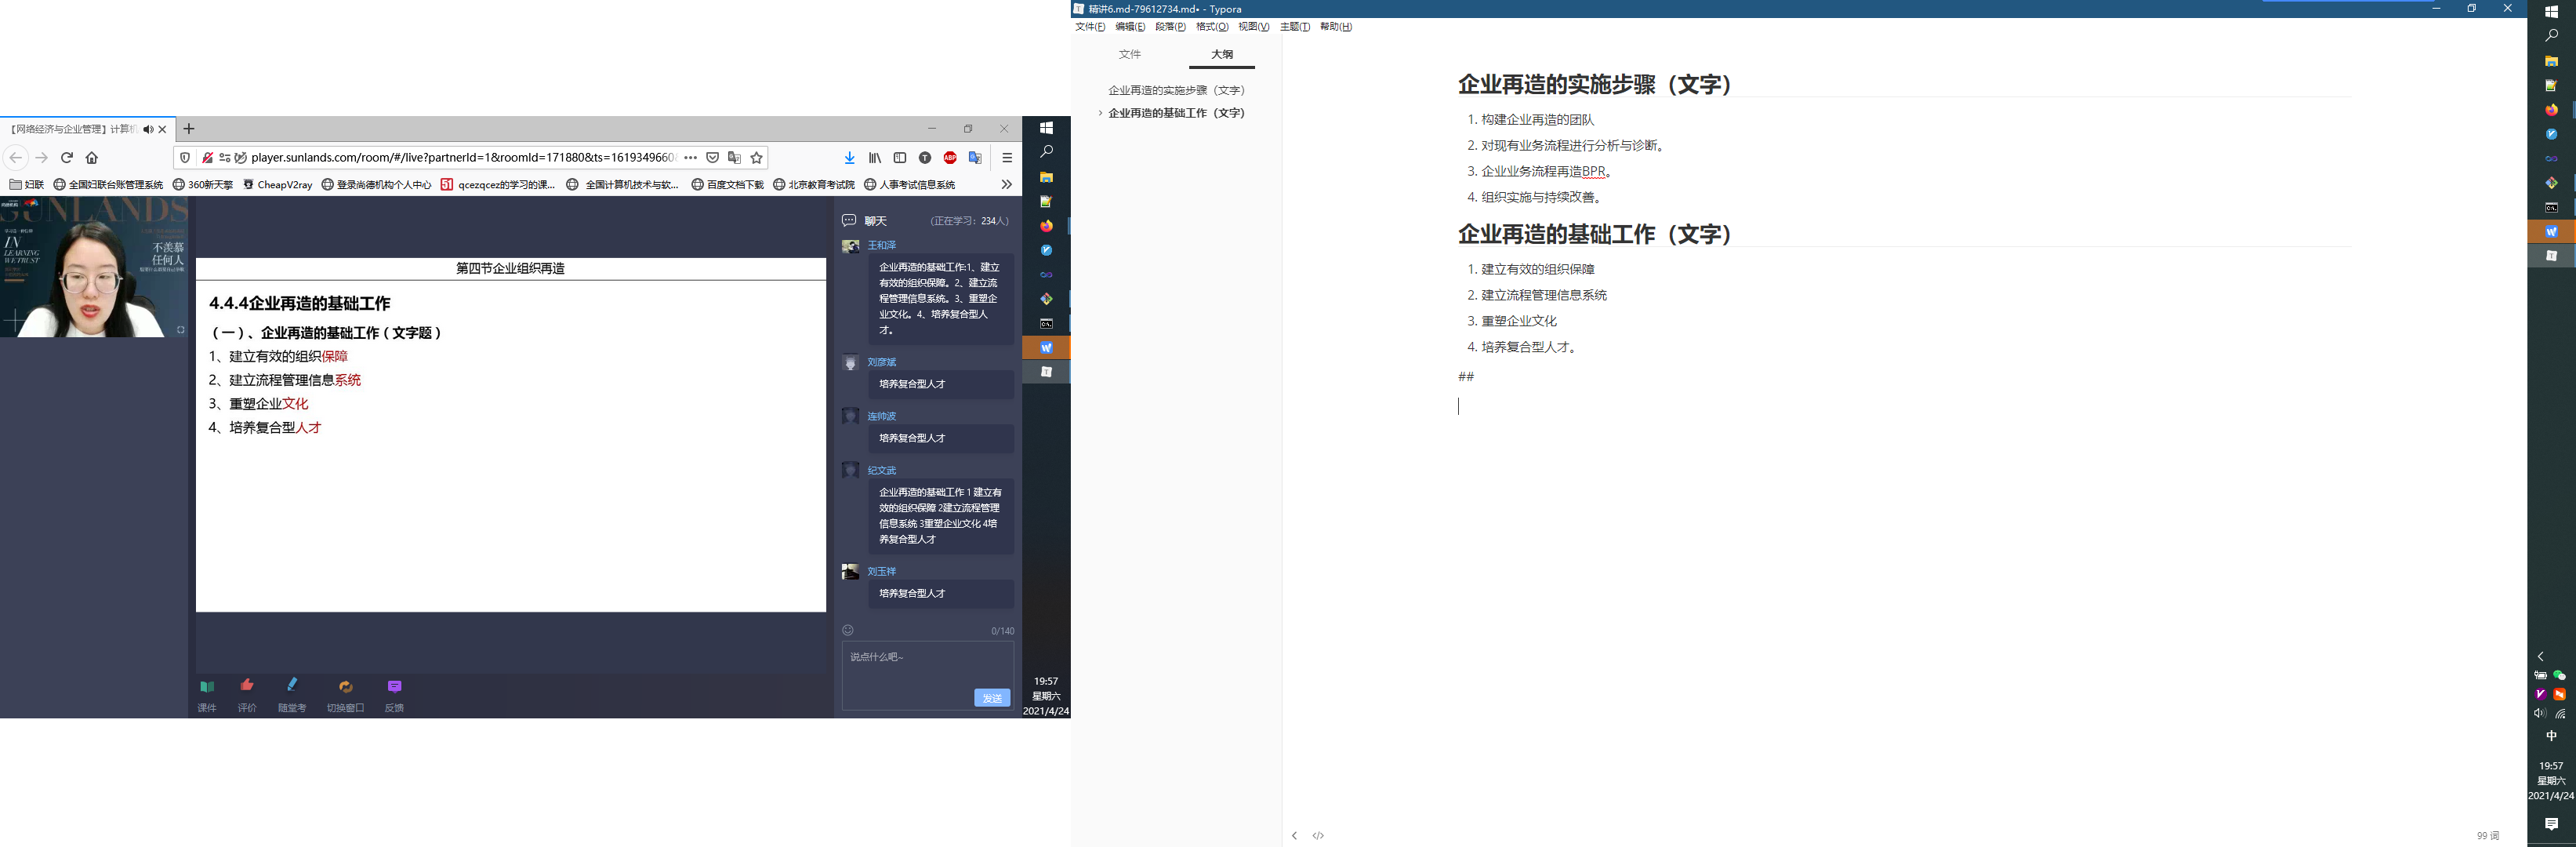 【网络经济与企业管理】计算机
player.sunlands.com/room/#/live?partnerId=1&roomId=171880&ts=1619349660
妇联 全国妇联台账管理系统 360新天擎 CheapV2ray 登录尚德机构个人中心 qcezqcez的学习的课... 全国计算机技术与软... 百度文档下载 北京教育考试院 人事考试信息系统
SUNLANDS
IN
LEARNING
WE TRUST
不羡慕
任何人
第四节企业组织再造
4.4.4企业再造的基础工作
（一）、企业再造的基础工作（文字题）
1、建立有效的组织保障
2、建立流程管理信息系统
3、重塑企业文化
4、培养复合型人才
课件 评价 随堂考 切换窗口 反馈
聊天 (正在学习：234人)
王和泽
企业再造的基础工作:1、建立
有效的组织保障。2、建立流
程管理信息系统。3、重塑企
业文化。4、培养复合型人
才。
刘彦斌
培养复合型人才
连帅波
培养复合型人才
纪文武
企业再造的基础工作 1 建立有
效的组织保障 2建立流程管理
信息系统 3重塑企业文化 4培
养复合型人才
刘玉祥
培养复合型人才
0/140
说点什么吧~
发送
19:57
星期六
2021/4/24
精讲6.md-79612734.md• - Typora
文件(F) 编辑(E) 段落(P) 格式(O) 视图(V) 主题(T) 帮助(H)
文件 大纲
企业再造的实施步骤（文字）
企业再造的基础工作（文字）
企业再造的实施步骤（文字）
1. 构建企业再造的团队
2. 对现有业务流程进行分析与诊断。
3. 企业业务流程再造BPR。
4. 组织实施与持续改善。
企业再造的基础工作（文字）
1. 建立有效的组织保障
2. 建立流程管理信息系统
3. 重塑企业文化
4. 培养复合型人才。
##
99 词
中
19:57
星期六
2021/4/24